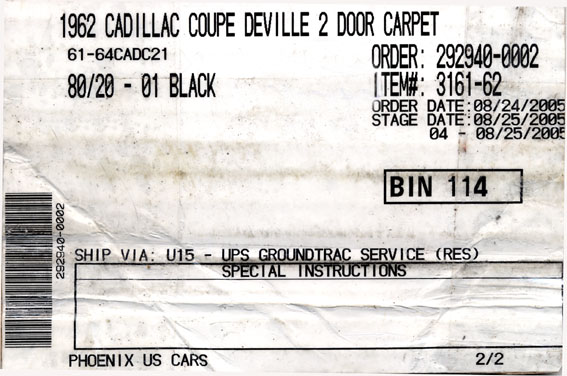 1962 CADILLAC COUPE DEVILLE 2 DOOR CARPET
61-64CADC21
ORDER: 292940-0002
80/20 - 01 BLACK
ITEM#: 3161-62
ORDER DATE:08/24/2005
STAGE DATE:08/25/2005
04 - 08/25/2005
BIN 114
292940-0002
SHIP VIA: U15 - UPS GROUNDTRAC SERVICE (RES)
SPECIAL INSTRUCTIONS
PHOENIX US CARS
2/2